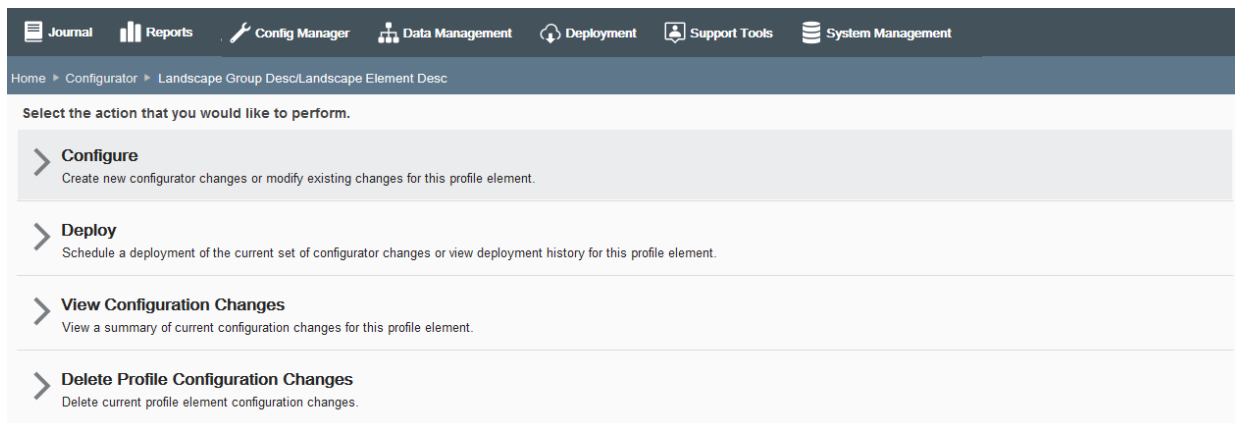 Journal Reports Config Manager Data Management Deployment Support Tools System Management
Home Configurator Landscape Group Desc/Landscape Element Desc
Select the action that you would like to perform.
Configure
Create new configurator changes or modify existing changes for this profile element.
Deploy
Schedule a deployment of the current set of configurator changes or view deployment history for this profile element.
View Configuration Changes
View a summary of current configuration changes for this profile element.
Delete Profile Configuration Changes
Delete current profile element configuration changes.